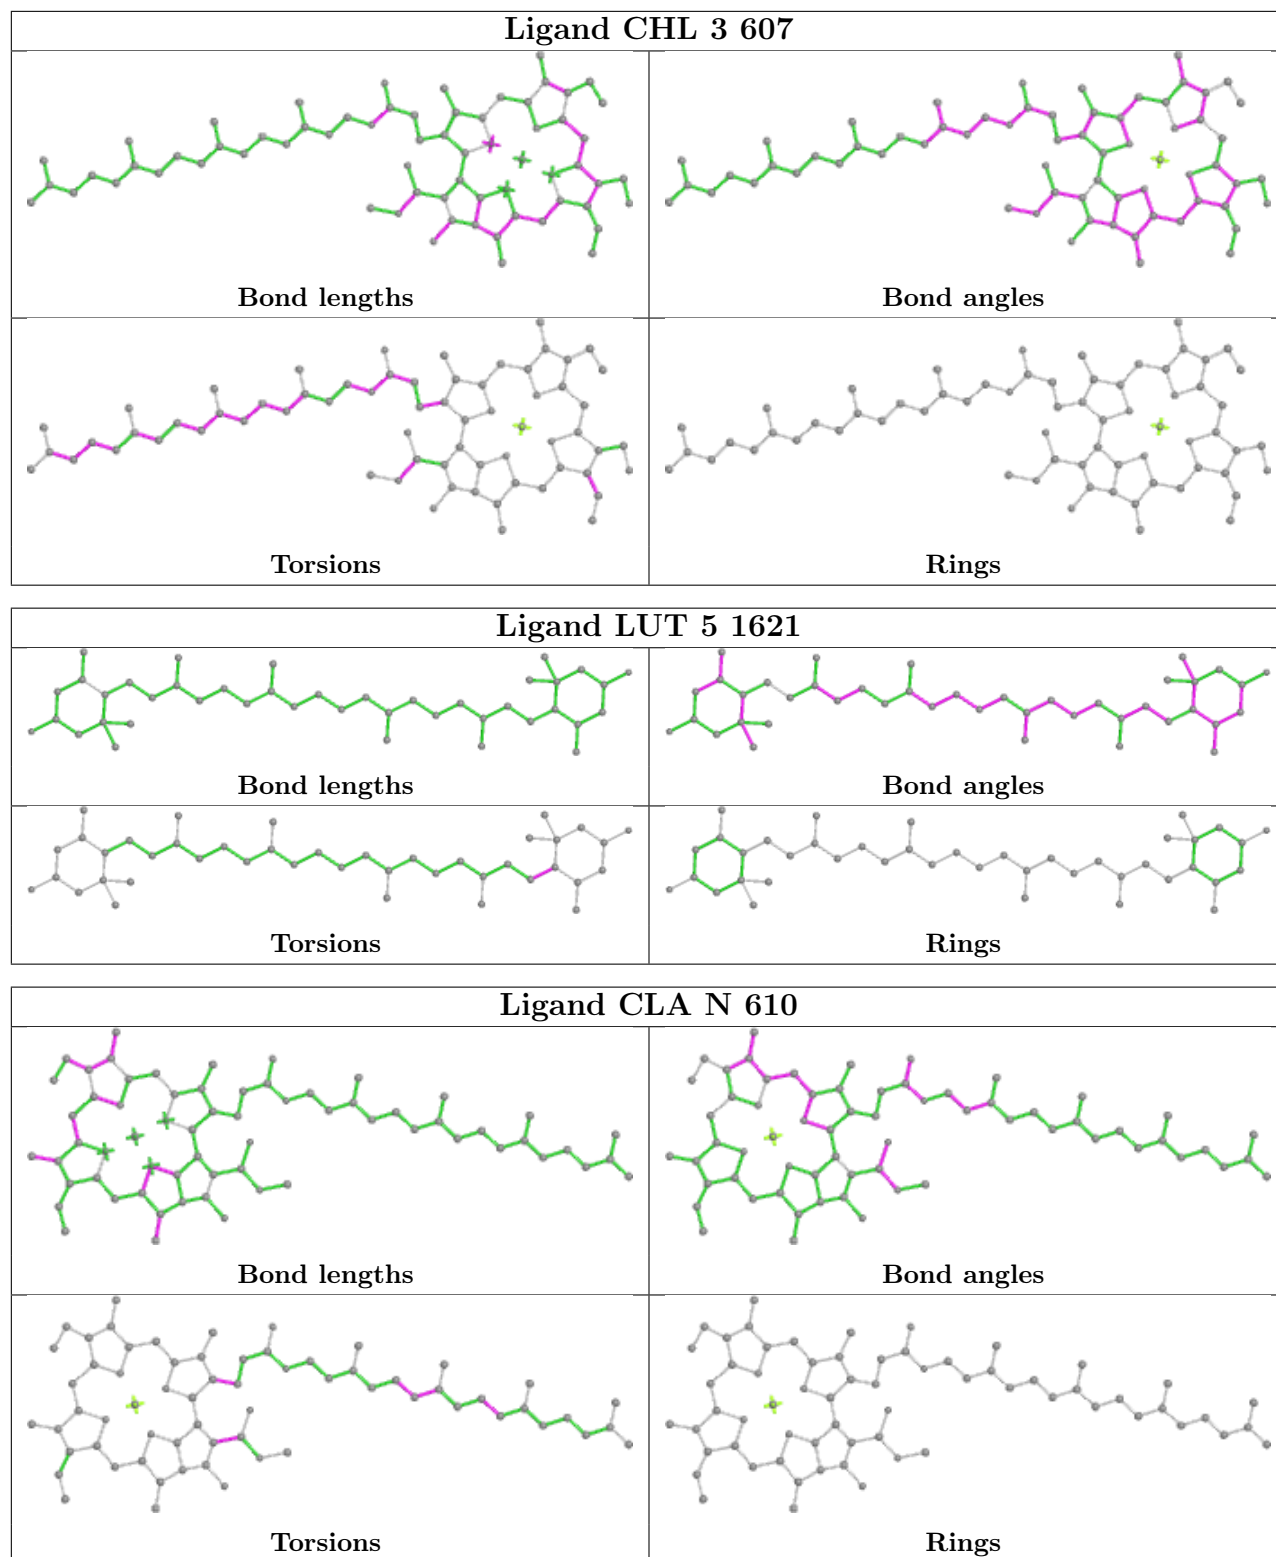 Ligand CHL 3 607
Bond lengths
Bond angles
Torsions
Rings
Ligand LUT 5 1621
Bond lengths
Bond angles
Torsions
Rings
Ligand CLA N 610
Bond lengths
Bond angles
Torsions
Rings